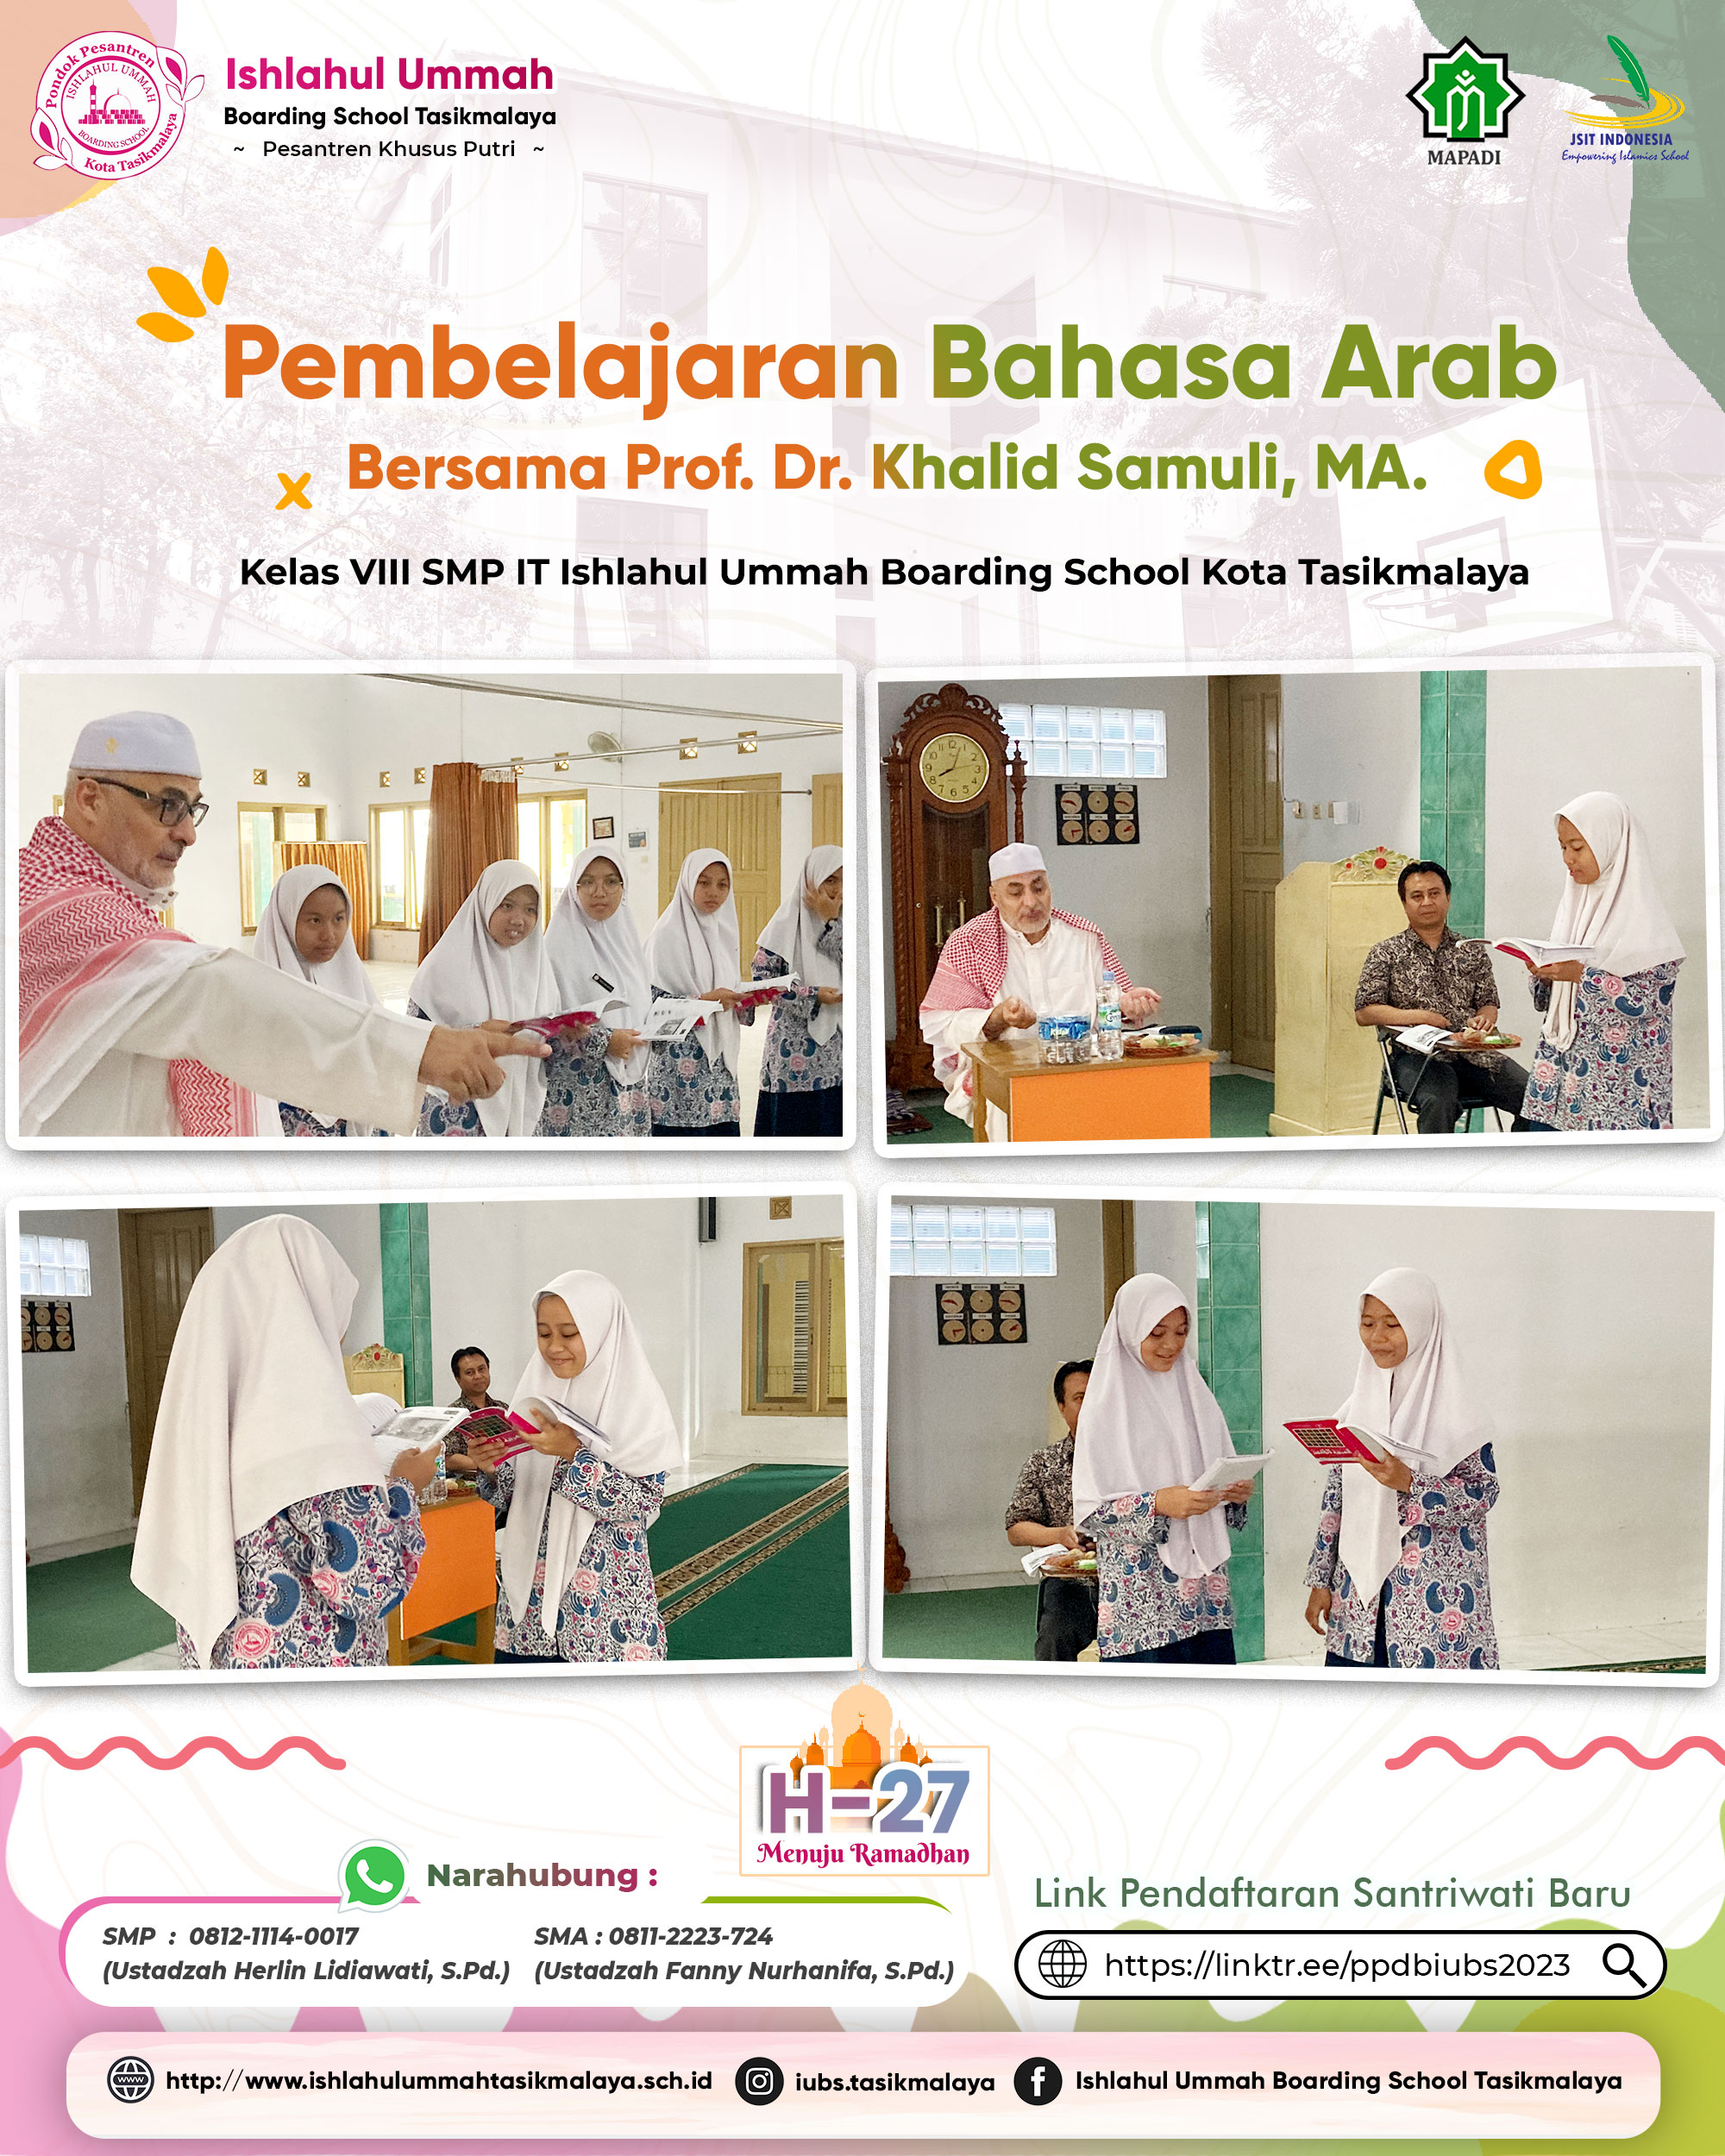 Pondok Pesantren
ISHLAHUL UMMAH
BOARDING SCHOOL
Kota Tasikmalaya
Ishlahul Ummah
Boarding School Tasikmalaya
~ Pesantren Khusus Putri ~
MAPADI
JSIT INDONESIA
Empowering Islamics School
Pembelajaran Bahasa Arab
Bersama Prof. Dr. Khalid Samuli, MA.
Kelas VIII SMP IT Ishlahul Ummah Boarding School Kota Tasikmalaya
H-27
Menuju Ramadhan
Narahubung :
SMP : 0812-1114-0017
(Ustadzah Herlin Lidiawati, S.Pd.)
SMA : 0811-2223-724
(Ustadzah Fanny Nurhanifa, S.Pd.)
Link Pendaftaran Santriwati Baru
https://linktr.ee/ppdbiubs2023
www
http://www.ishlahulummahtasikmalaya.sch.id
iubs.tasikmalaya
Ishlahul Ummah Boarding School Tasikmalaya